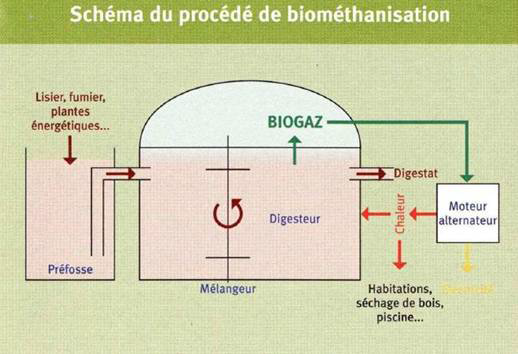 Schéma du procédé de biométhanisation
Lisier, fumier,
plantes
énergétiques...
BIOGAZ
Digestat
Digesteur
Chaleur
Moteur
alternateur
Préfosse
Mélangeur
Habitations,
séchage de bois,
piscine...